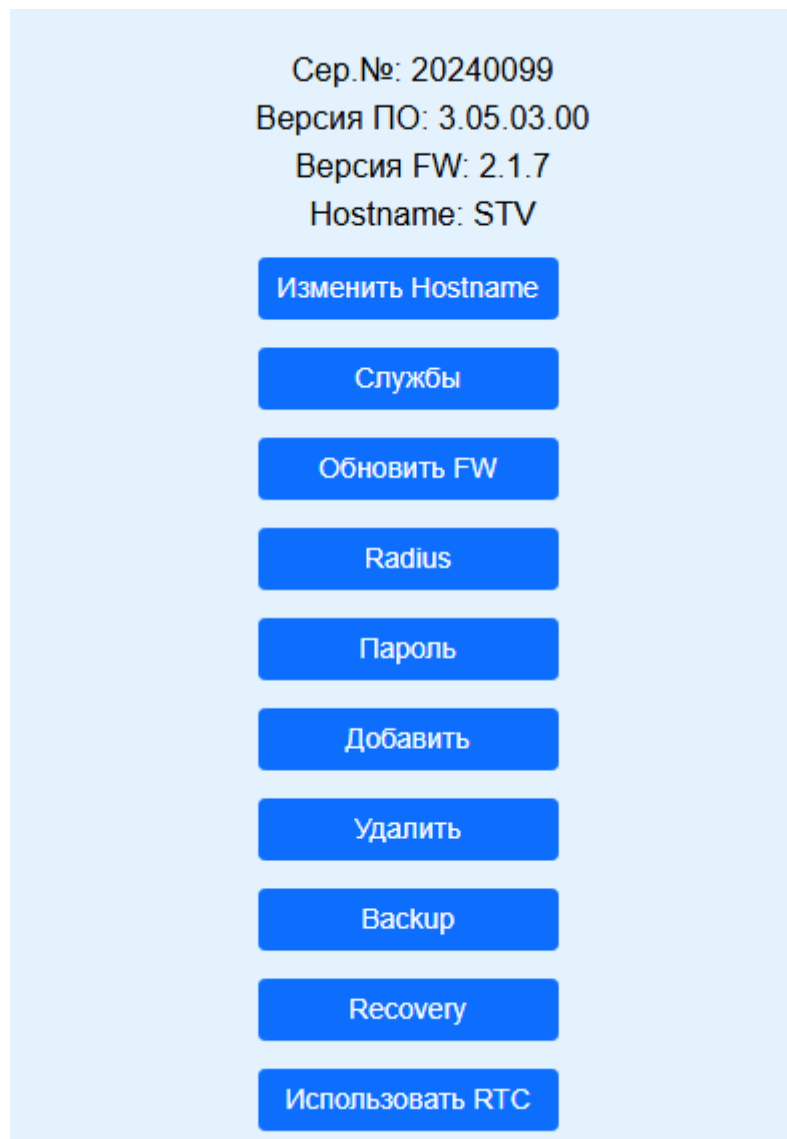 Сер.№: 20240099
Версия ПО: 3.05.03.00
Версия FW: 2.1.7
Hostname: STV
Изменить Hostname
Службы
Обновить FW
Radius
Пароль
Добавить
Удалить
Backup
Recovery
Использовать RTC